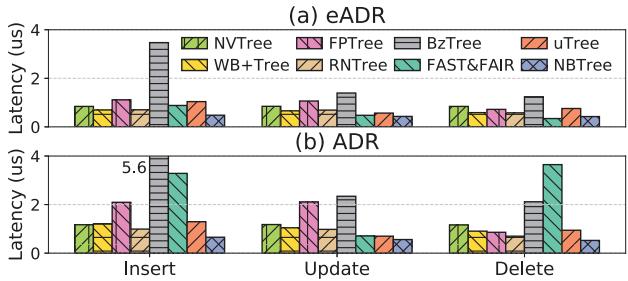 (a) eADR
Latency (us)
4
2
0
NVTree FPTree BzTree uTree
WB+Tree RNTree FAST&FAIR NBTree
(b) ADR
Latency (us)
4
2
0
5.6
Insert Update Delete